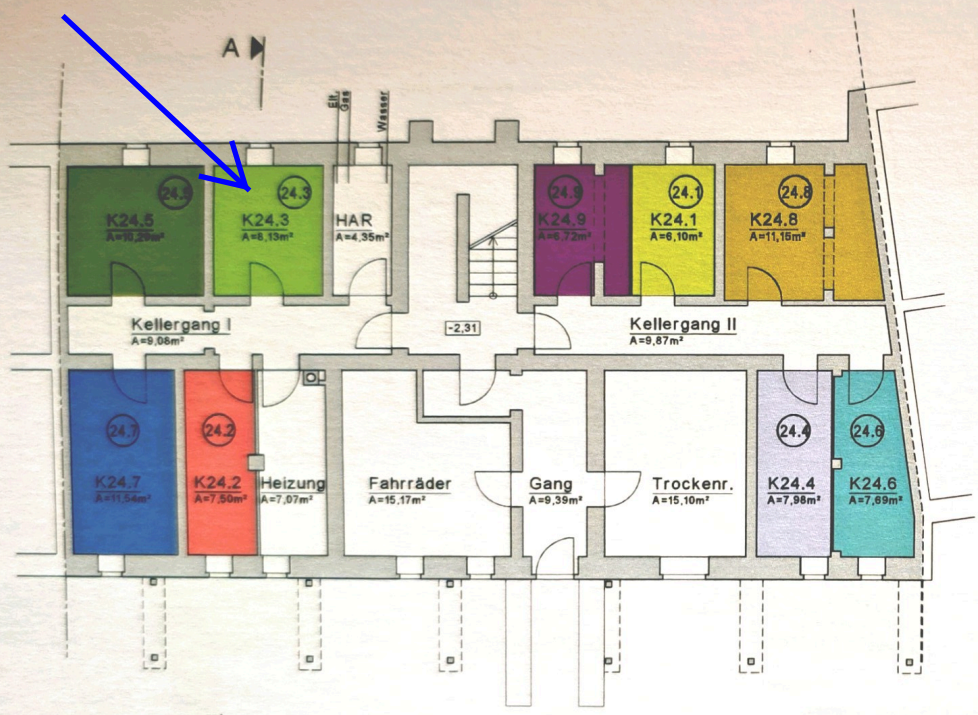 A
Elt.
Gas
Wasser
24.5
K24.5
A=10,29m²
24.3
K24.3
A=8,13m²
HAR
A=4,35m²
24.9
K24.9
A=6,72m²
24.1
K24.1
A=6,10m²
24.8
K24.8
A=11,15m²
Kellergang I
A=9,08m²
-2,31
Kellergang II
A=9,87m²
24.7
K24.7
A=11,54m²
24.2
K24.2
A=7,50m²
Heizung
A=7,07m²
Fahrräder
A=15,17m²
Gang
A=9,39m²
Trockenr.
A=15,10m²
24.4
K24.4
A=7,98m²
24.6
K24.6
A=7,69m²